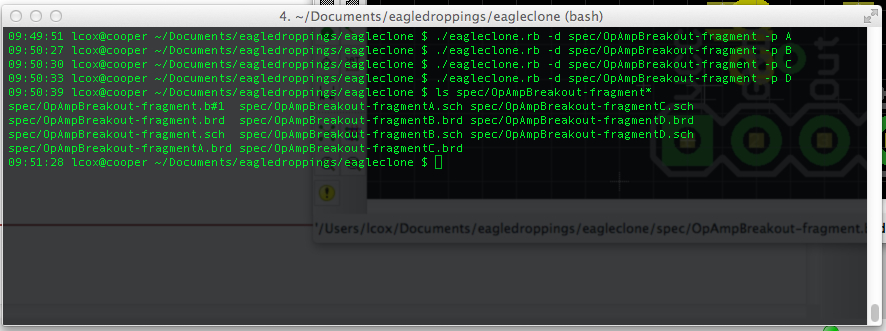 4. ~/Documents/eagledroppings/eagleclone (bash)
09:49:51 lcox@cooper ~/Documents/eagledroppings/eagleclone $ ./eagleclone.rb -d spec/OpAmpBreakout-fragment -p A
09:50:27 lcox@cooper ~/Documents/eagledroppings/eagleclone $ ./eagleclone.rb -d spec/OpAmpBreakout-fragment -p B
09:50:30 lcox@cooper ~/Documents/eagledroppings/eagleclone $ ./eagleclone.rb -d spec/OpAmpBreakout-fragment -p C
09:50:33 lcox@cooper ~/Documents/eagledroppings/eagleclone $ ./eagleclone.rb -d spec/OpAmpBreakout-fragment -p D
09:50:39 lcox@cooper ~/Documents/eagledroppings/eagleclone $ ls spec/OpAmpBreakout-fragment*
spec/OpAmpBreakout-fragment.b#1 spec/OpAmpBreakout-fragmentA.sch spec/OpAmpBreakout-fragmentC.sch
spec/OpAmpBreakout-fragment.brd spec/OpAmpBreakout-fragmentB.brd spec/OpAmpBreakout-fragmentD.brd
spec/OpAmpBreakout-fragment.sch spec/OpAmpBreakout-fragmentB.sch spec/OpAmpBreakout-fragmentD.sch
spec/OpAmpBreakout-fragmentA.brd spec/OpAmpBreakout-fragmentC.brd
09:51:28 lcox@cooper ~/Documents/eagledroppings/eagleclone $
'/Users/lcox/Documents/eagledroppings/eagleclone/spec/OpAmpBreakout-fragment.